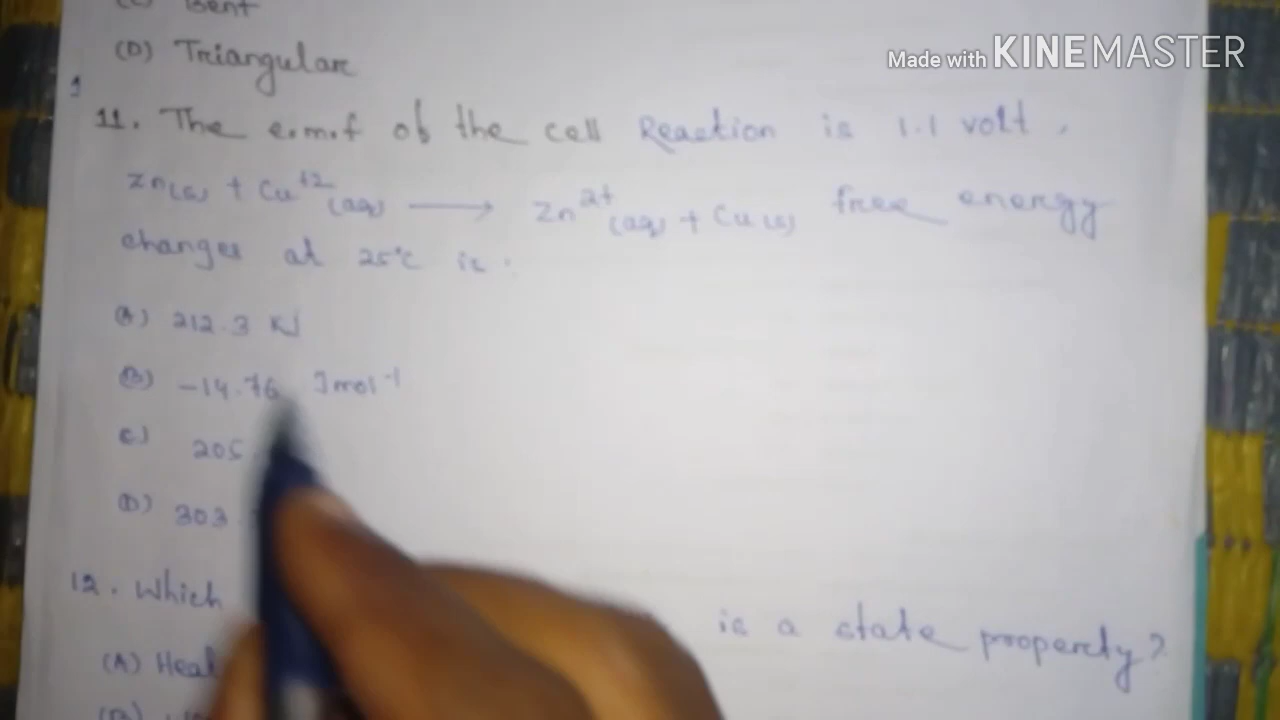 (C) Bent
(D) Triangular
Made with KINEMASTER
11. The e.m.f of the cell Reaction is 1.1 volt.
Zn(s) + Cu+2(aq) ⟶ Zn2+(aq) + Cu(s) free energy
changes at 25°C is.
(A) 212.3 KJ
(B) -14.76 Jmol-1
(C) 205
(D) 303
12. Which is a state property?
(A) Heat